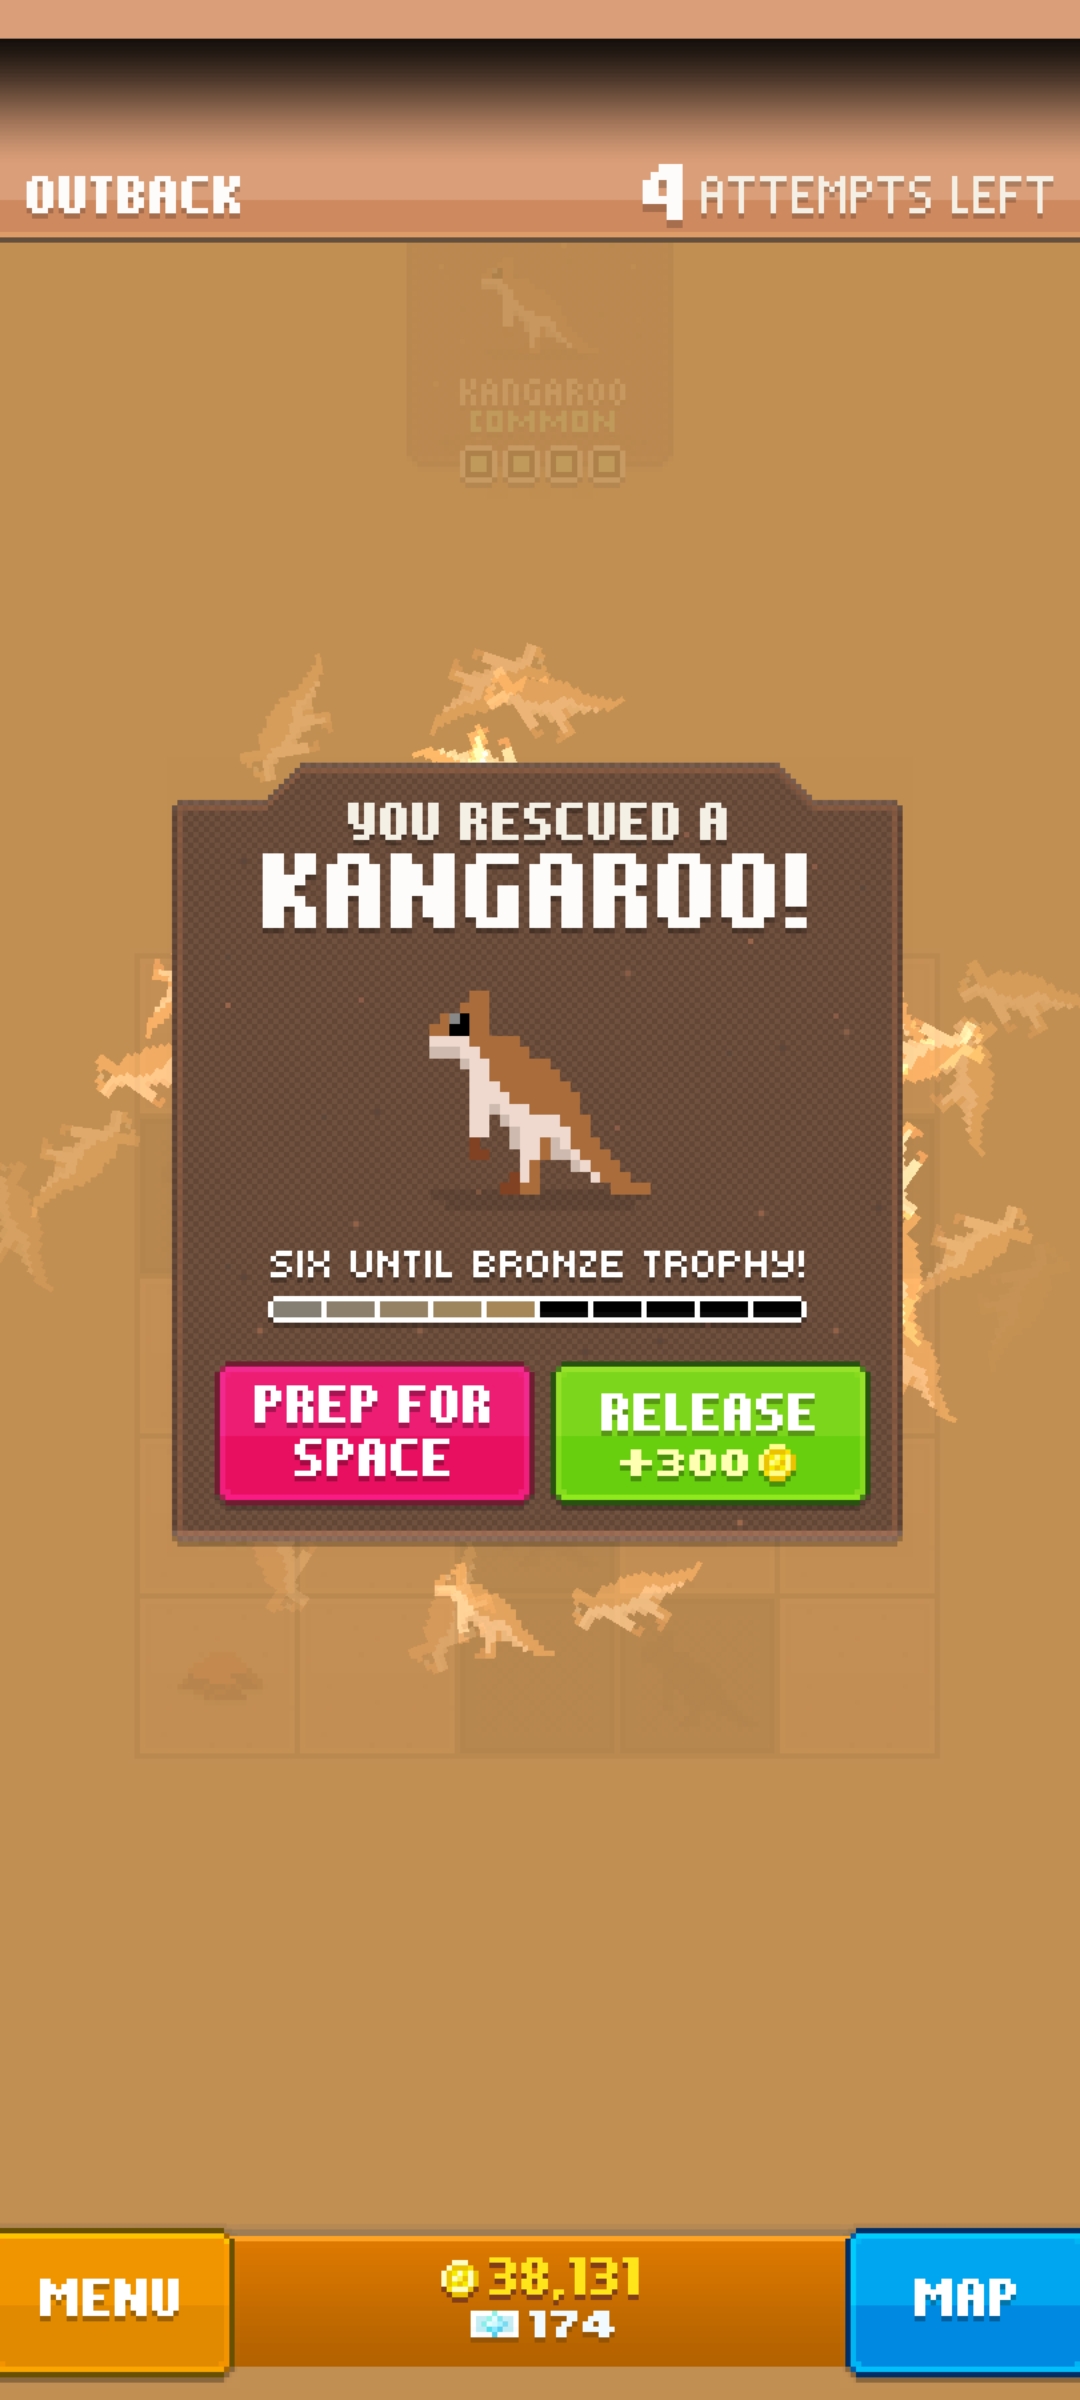 OUTBACK
4 ATTEMPTS LEFT
KANGAROO
COMMON
YOU RESCUED A
KANGAROO!
SIX UNTIL BRONZE TROPHY!
PREP FOR
SPACE
RELEASE
+300
MENU
38,131
174
MAP